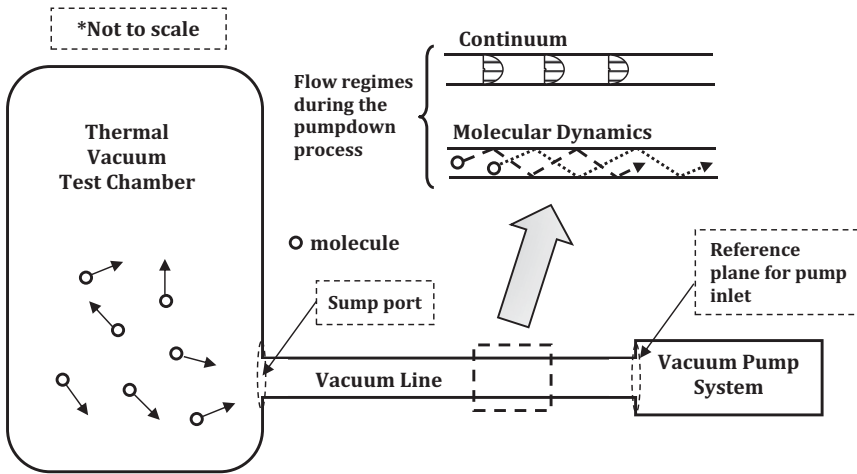 *Not to scale
Continuum
Flow regimes
during the
pumpdown
process
Molecular Dynamics
Thermal
Vacuum
Test Chamber
molecule
Sump port
Reference
plane for pump
inlet
Vacuum Line
Vacuum Pump
System